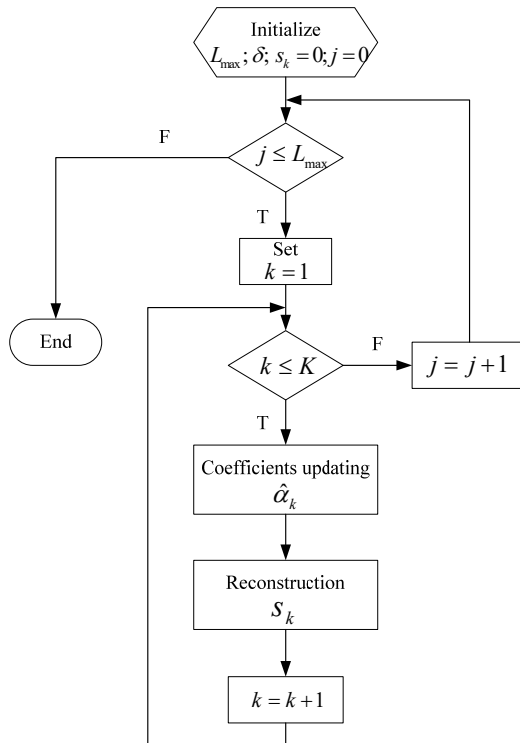 Initialize
L_max; δ; s_k = 0; j = 0
F
j ≤ L_max
T
Set
k = 1
End
k ≤ K
F
j = j + 1
T
Coefficients updating
α̂_k
Reconstruction
s_k
k = k + 1